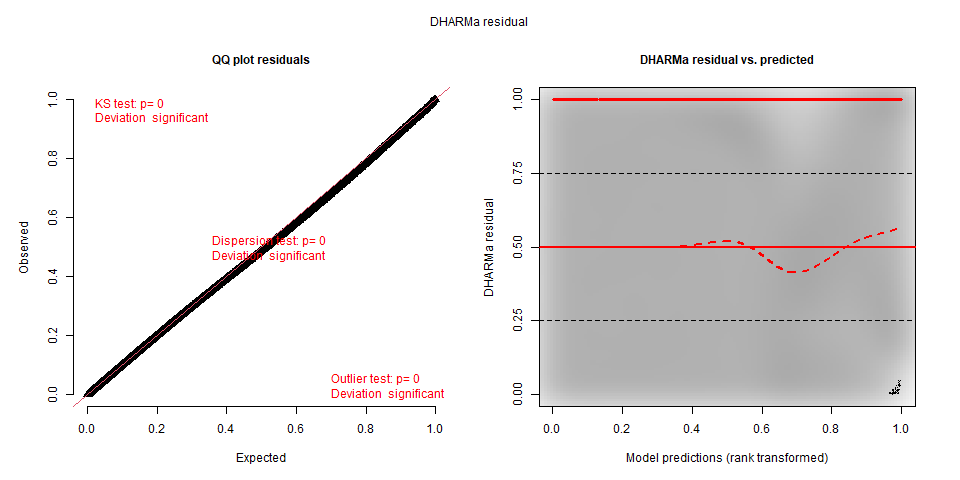 DHARMa residual
QQ plot residuals
KS test: p= 0
Deviation  significant
Dispersion test: p= 0
Deviation  significant
Outlier test: p= 0
Deviation  significant
Observed
0.0 0.2 0.4 0.6 0.8 1.0
0.0 0.2 0.4 0.6 0.8 1.0
Expected
DHARMa residual vs. predicted
DHARMa residual
0.00 0.25 0.50 0.75 1.00
0.0 0.2 0.4 0.6 0.8 1.0
Model predictions (rank transformed)